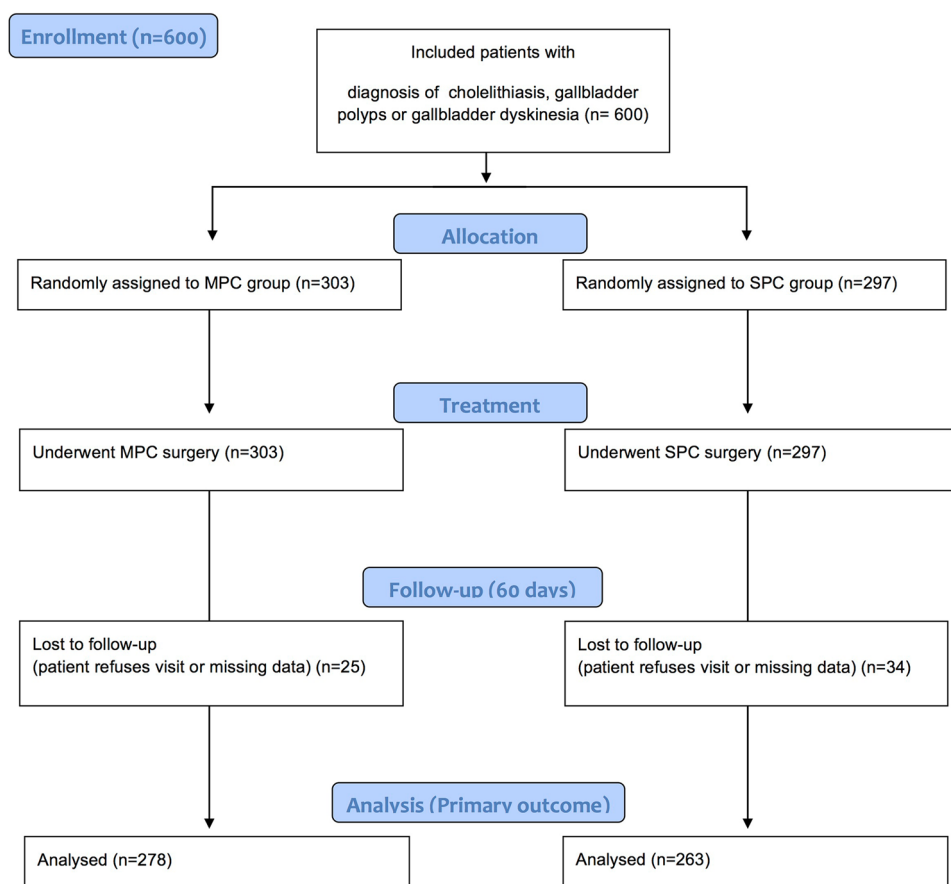 Enrollment (n=600)
Included patients with
diagnosis of cholelithiasis, gallbladder
polyps or gallbladder dyskinesia (n= 600)
Allocation
Randomly assigned to MPC group (n=303)
Randomly assigned to SPC group (n=297)
Treatment
Underwent MPC surgery (n=303)
Underwent SPC surgery (n=297)
Follow-up (60 days)
Lost to follow-up
(patient refuses visit or missing data) (n=25)
Lost to follow-up
(patient refuses visit or missing data) (n=34)
Analysis (Primary outcome)
Analysed (n=278)
Analysed (n=263)